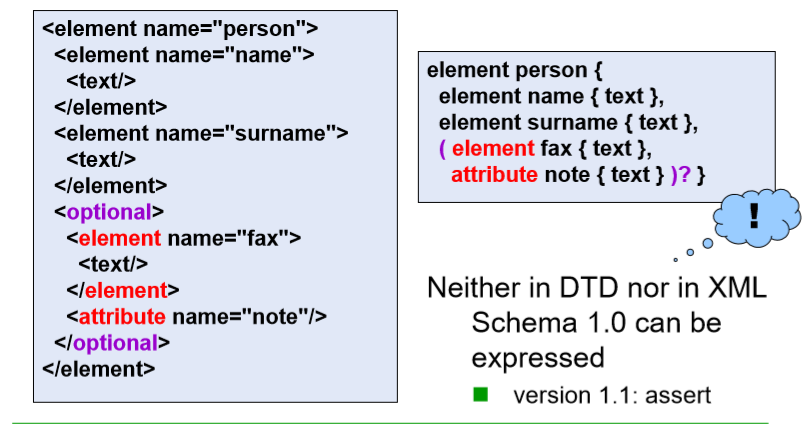 <element name="person">
<element name="name">
<text/>
</element>
<element name="surname">
<text/>
</element>
<optional>
<element name="fax">
<text/>
</element>
<attribute name="note"/>
</optional>
</element>
element person {
element name { text },
element surname { text },
( element fax { text },
attribute note { text } )? }
!
Neither in DTD nor in XML
Schema 1.0 can be
expressed
version 1.1: assert